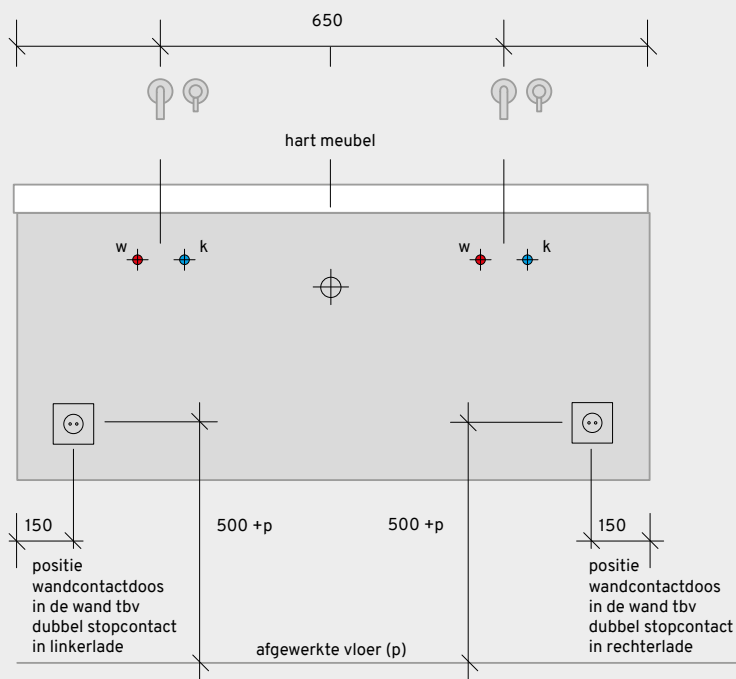 650
hart meubel
w
k
w
k
150
500 +p
500 +p
150
positie
wandcontactdoos
in de wand tbv
dubbel stopcontact
in linkerlade
positie
wandcontactdoos
in de wand tbv
dubbel stopcontact
in rechterlade
afgewerkte vloer (p)